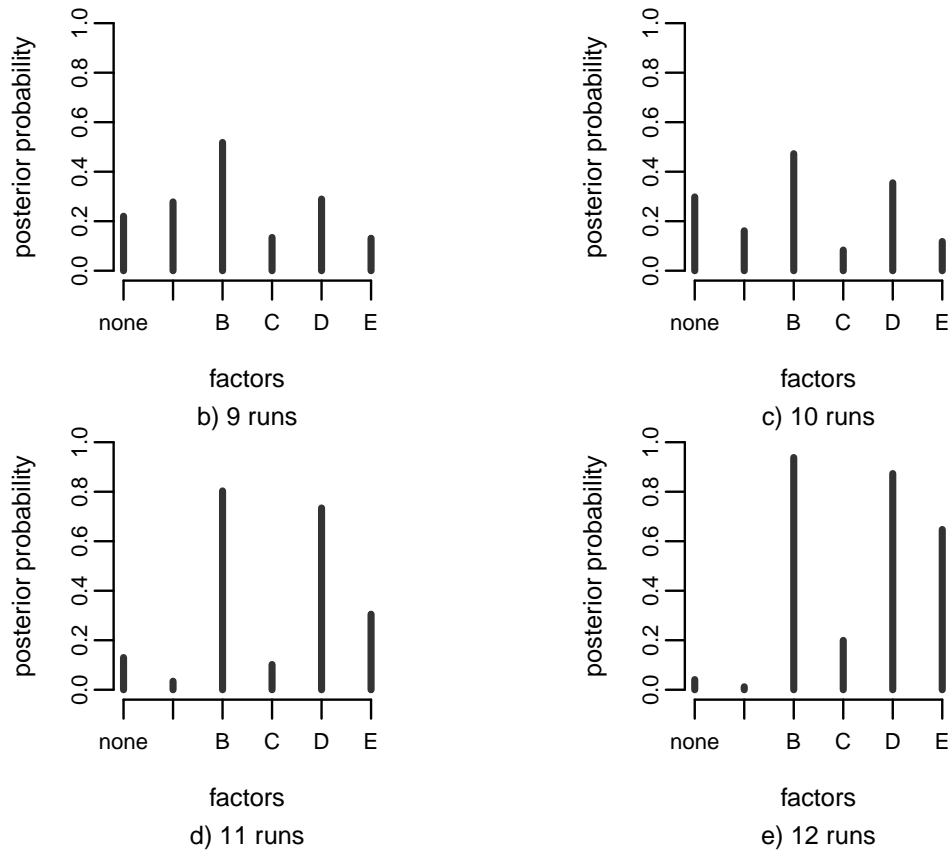 posterior probability
0.0 0.2 0.4 0.6 0.8 1.0
none B C D E
factors
b) 9 runs
posterior probability
0.0 0.2 0.4 0.6 0.8 1.0
none B C D E
factors
c) 10 runs
posterior probability
0.0 0.2 0.4 0.6 0.8 1.0
none B C D E
factors
d) 11 runs
posterior probability
0.0 0.2 0.4 0.6 0.8 1.0
none B C D E
factors
e) 12 runs